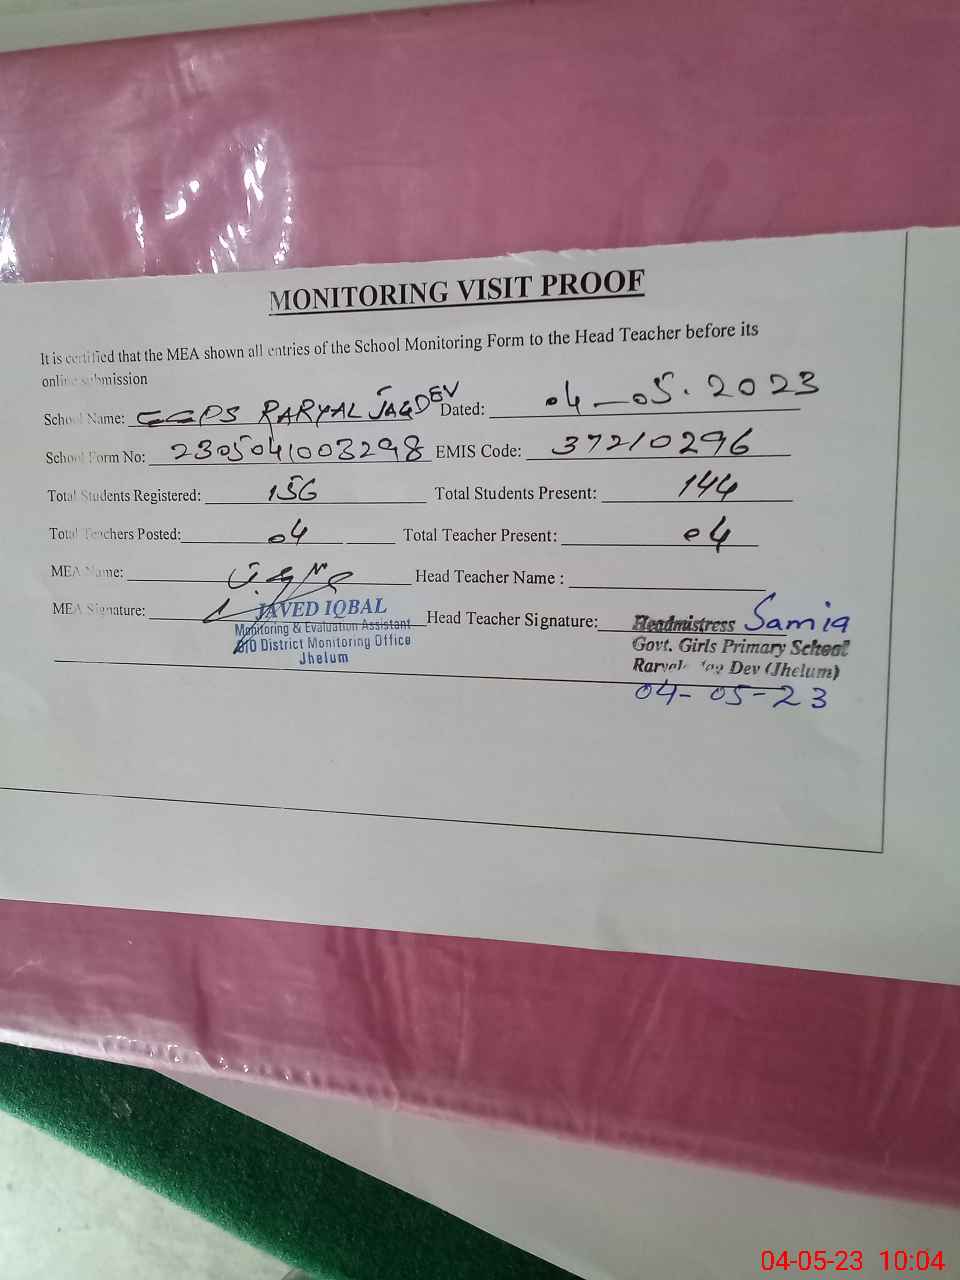 MONITORING VISIT PROOF
It is certified that the MEA shown all entries of the School Monitoring Form to the Head Teacher before its
online submission
School Name: GGPS RARYAL JAGDEV Dated: 04-05.2023
School Form No: 2305041003298 EMIS Code: 37210296
Total Students Registered: 156 Total Students Present: 144
Total Teachers Posted: 04 Total Teacher Present: 04
MEA Name: Head Teacher Name :
MEA Signature: Head Teacher Signature:
JAVED IQBAL
Monitoring & Evaluation Assistant
O/O District Monitoring Office
Jhelum
Samia
Headmistress
Govt. Girls Primary School
Dev (Jhelum)
04-05-23
04-05-23 10:04